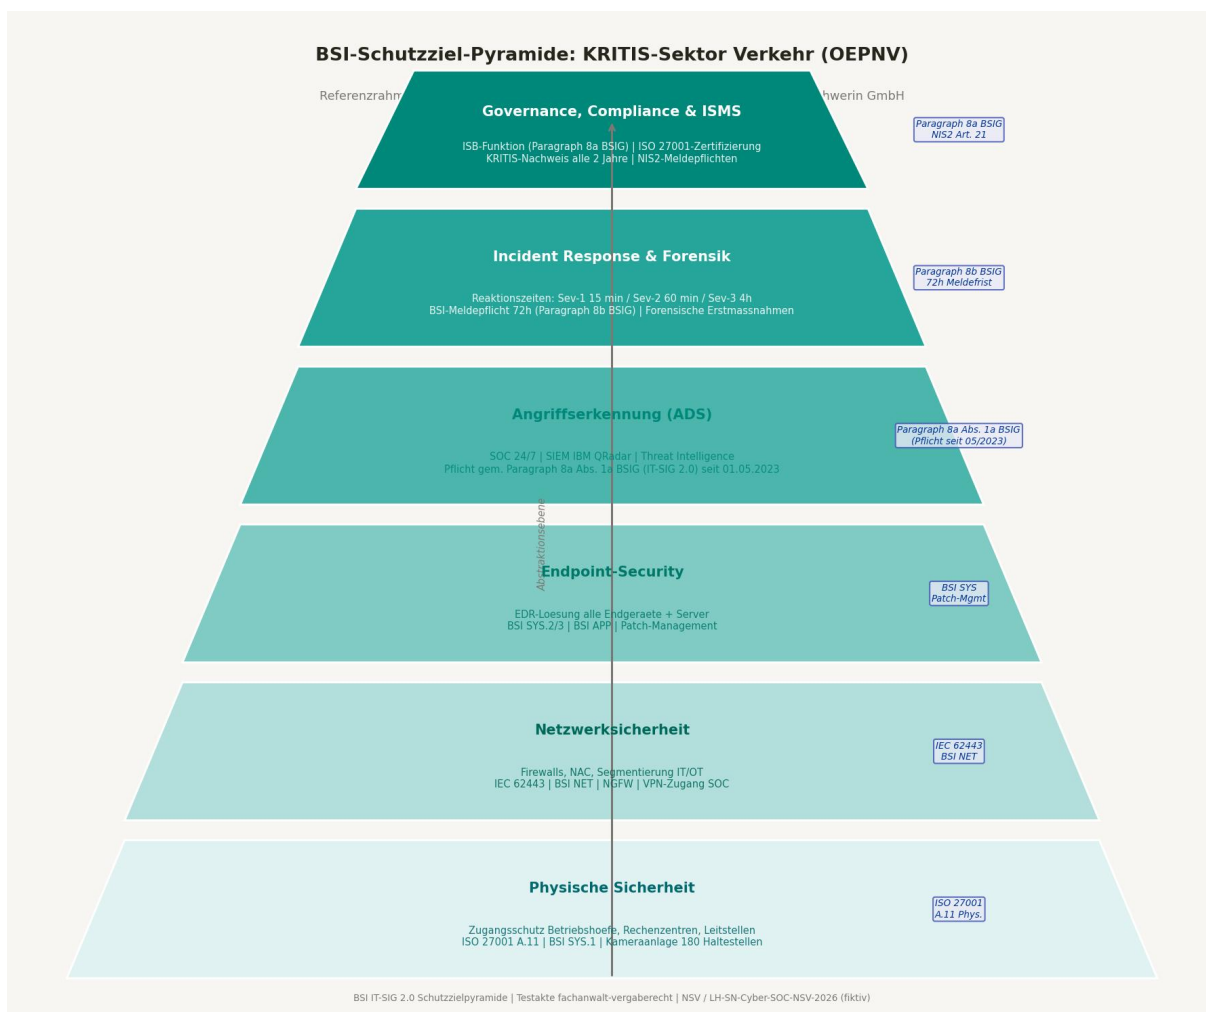 BSI-Schutzziel-Pyramide: KRITIS-Sektor Verkehr (OEPNV)
GmbH
Governance, Compliance & ISMS
ISB-Funktion (Paragraph 8a BSIG) | ISO 27001-Zertifizierung
KRITIS-Nachweis alle 2 Jahre | NIS2-Meldepflichten
Paragraph 8a BSIG
NIS2 Art. 21
Incident Response & Forensik
Reaktionszeiten: Sev-1 15 min / Sev-2 60 min / Sev-3 4h
BSI-Meldepflicht 72h (Paragraph 8b BSIG) | Forensische Erstmassnahmen
Paragraph 8b BSIG
72h Meldefrist
Angriffserkennung (ADS)
SOC 24/7 | SIEM IBM QRadar | Threat Intelligence
Pflicht gem. Paragraph 8a Abs. 1a BSIG (IT-SIG 2.0) seit 01.05.2023
Paragraph 8a Abs. 1a BSIG
(Pflicht seit 05/2023)
Abstraktionsebene
Endpoint-Security
EDR-Loesung alle Endgeraete + Server
BSI SYS.2/3 | BSI APP | Patch-Management
BSI SYS
Patch-Mgmt
Netzwerksicherheit
Firewalls, NAC, Segmentierung IT/OT
IEC 62443 | BSI NET | NGFW | VPN-Zugang SOC
IEC 62443
BSI NET
Physische Sicherheit
Zugangsschutz Betriebshoefe, Rechenzentren, Leitstellen
ISO 27001 A.11 | BSI SYS.1 | Kameraanlage 180 Haltestellen
ISO 27001
A.11 Phys.
BSI IT-SIG 2.0 Schutzzielpyramide | Testakte fachanwalt-vergaberecht | NSV / LH-SN-Cyber-SOC-NSV-2026 (fiktiv)